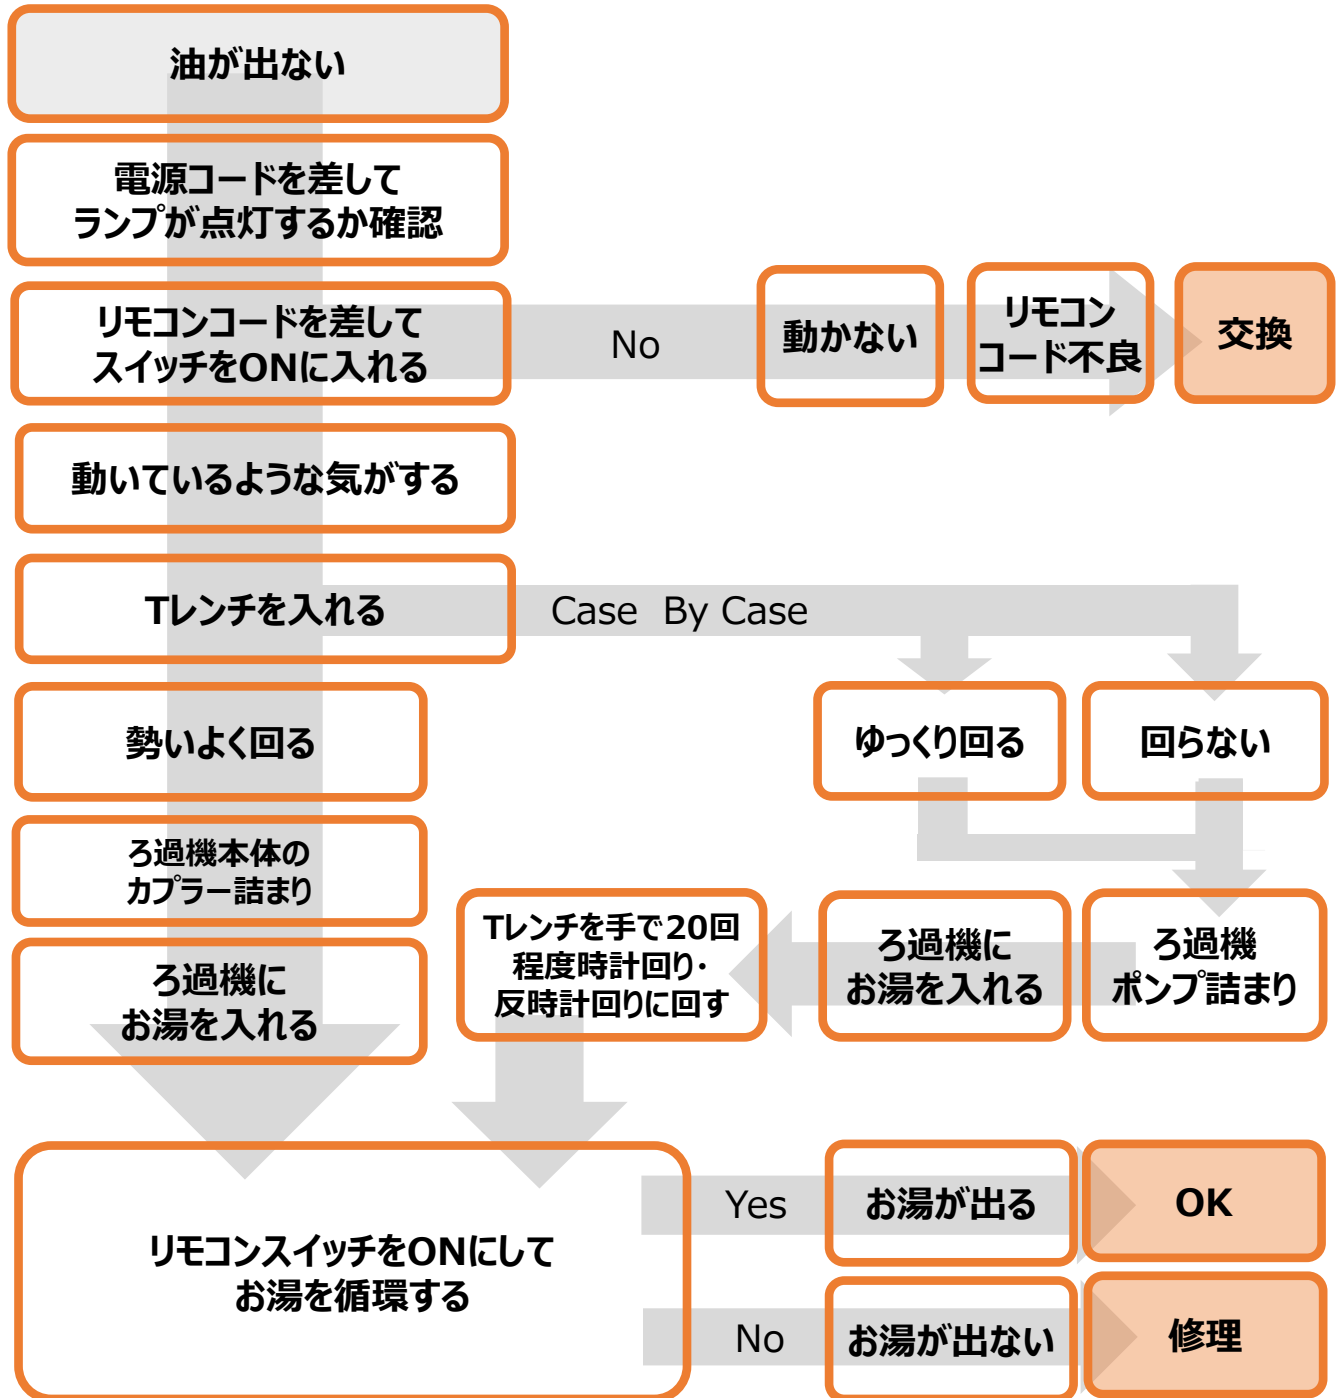 油が出ない
電源コードを差して
ランプが点灯するか確認
リモコンコードを差して
スイッチをONに入れる
No
動かない
リモコン
コード不良
交換
動いているような気がする
Tレンチを入れる
Case By Case
勢いよく回る
ゆっくり回る
回らない
ろ過機本体の
カプラー詰まり
ろ過機に
お湯を入れる
Tレンチを手で20回
程度時計回り・
反時計回りに回す
ろ過機に
お湯を入れる
ろ過機
ポンプ詰まり
リモコンスイッチをONにして
お湯を循環する
Yes
お湯が出る
OK
No
お湯が出ない
修理